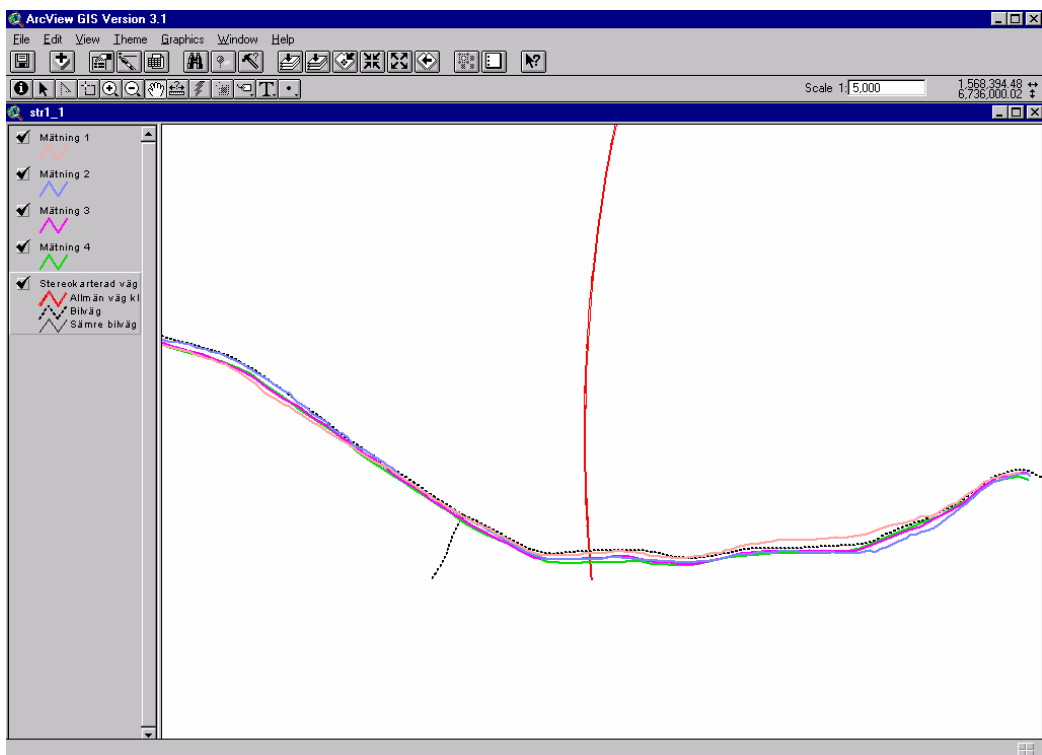 ArcView GIS Version 3.1
File Edit View Theme Graphics Window Help
Scale 1: 5,000
1,568,394.48
6,736,000.02
str1_1
Mätning 1
Mätning 2
Mätning 3
Mätning 4
Stereokarterad väg
Allmän väg kl
Bilväg
Sämre bilväg